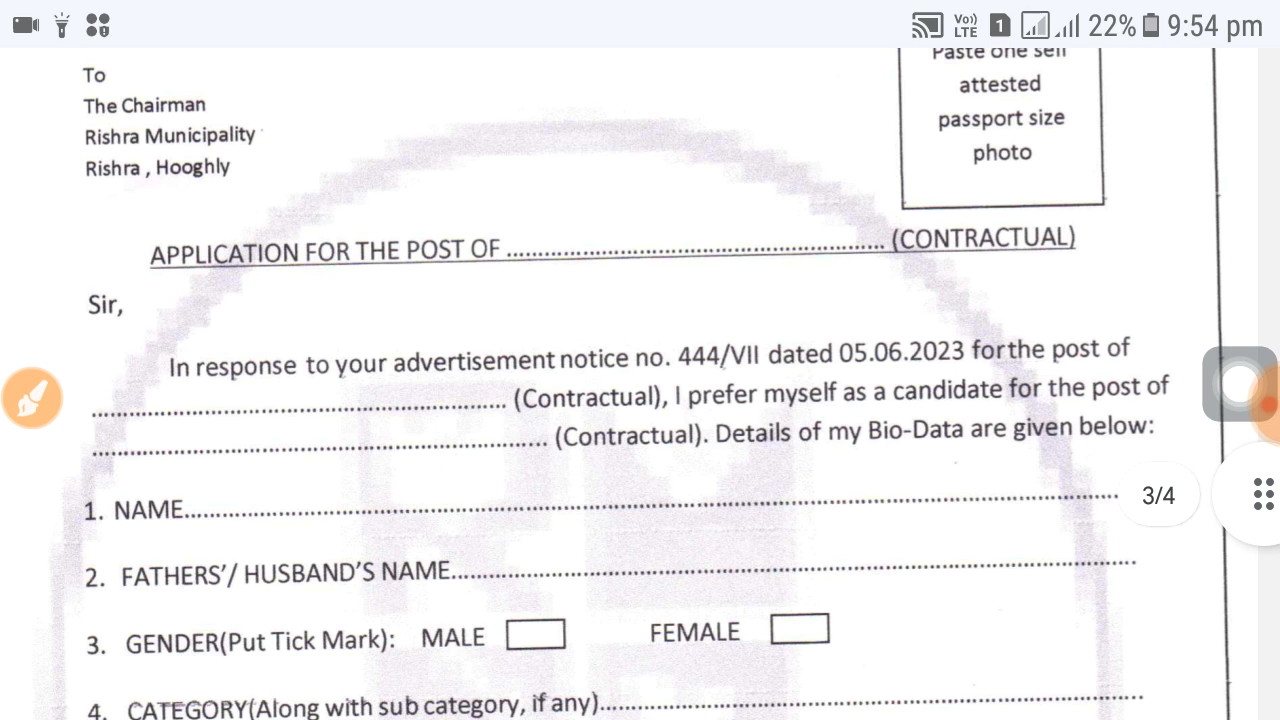 Vo)) LTE 1 22% 9:54 pm
To
The Chairman
Rishra Municipality
Rishra , Hooghly
Paste one self
attested
passport size
photo
APPLICATION FOR THE POST OF ........................................................... (CONTRACTUAL)
Sir,
In response to your advertisement notice no. 444/VII dated 05.06.2023 forthe post of
................................................................. (Contractual), I prefer myself as a candidate for the post of
....................................................................... (Contractual). Details of my Bio-Data are given below:
1. NAME...............................................................................................................................................
3/4
2. FATHERS'/ HUSBAND'S NAME...........................................................................................................
3. GENDER(Put Tick Mark): MALE FEMALE
4. CATEGORY(Along with sub category, if any)......................................................................................